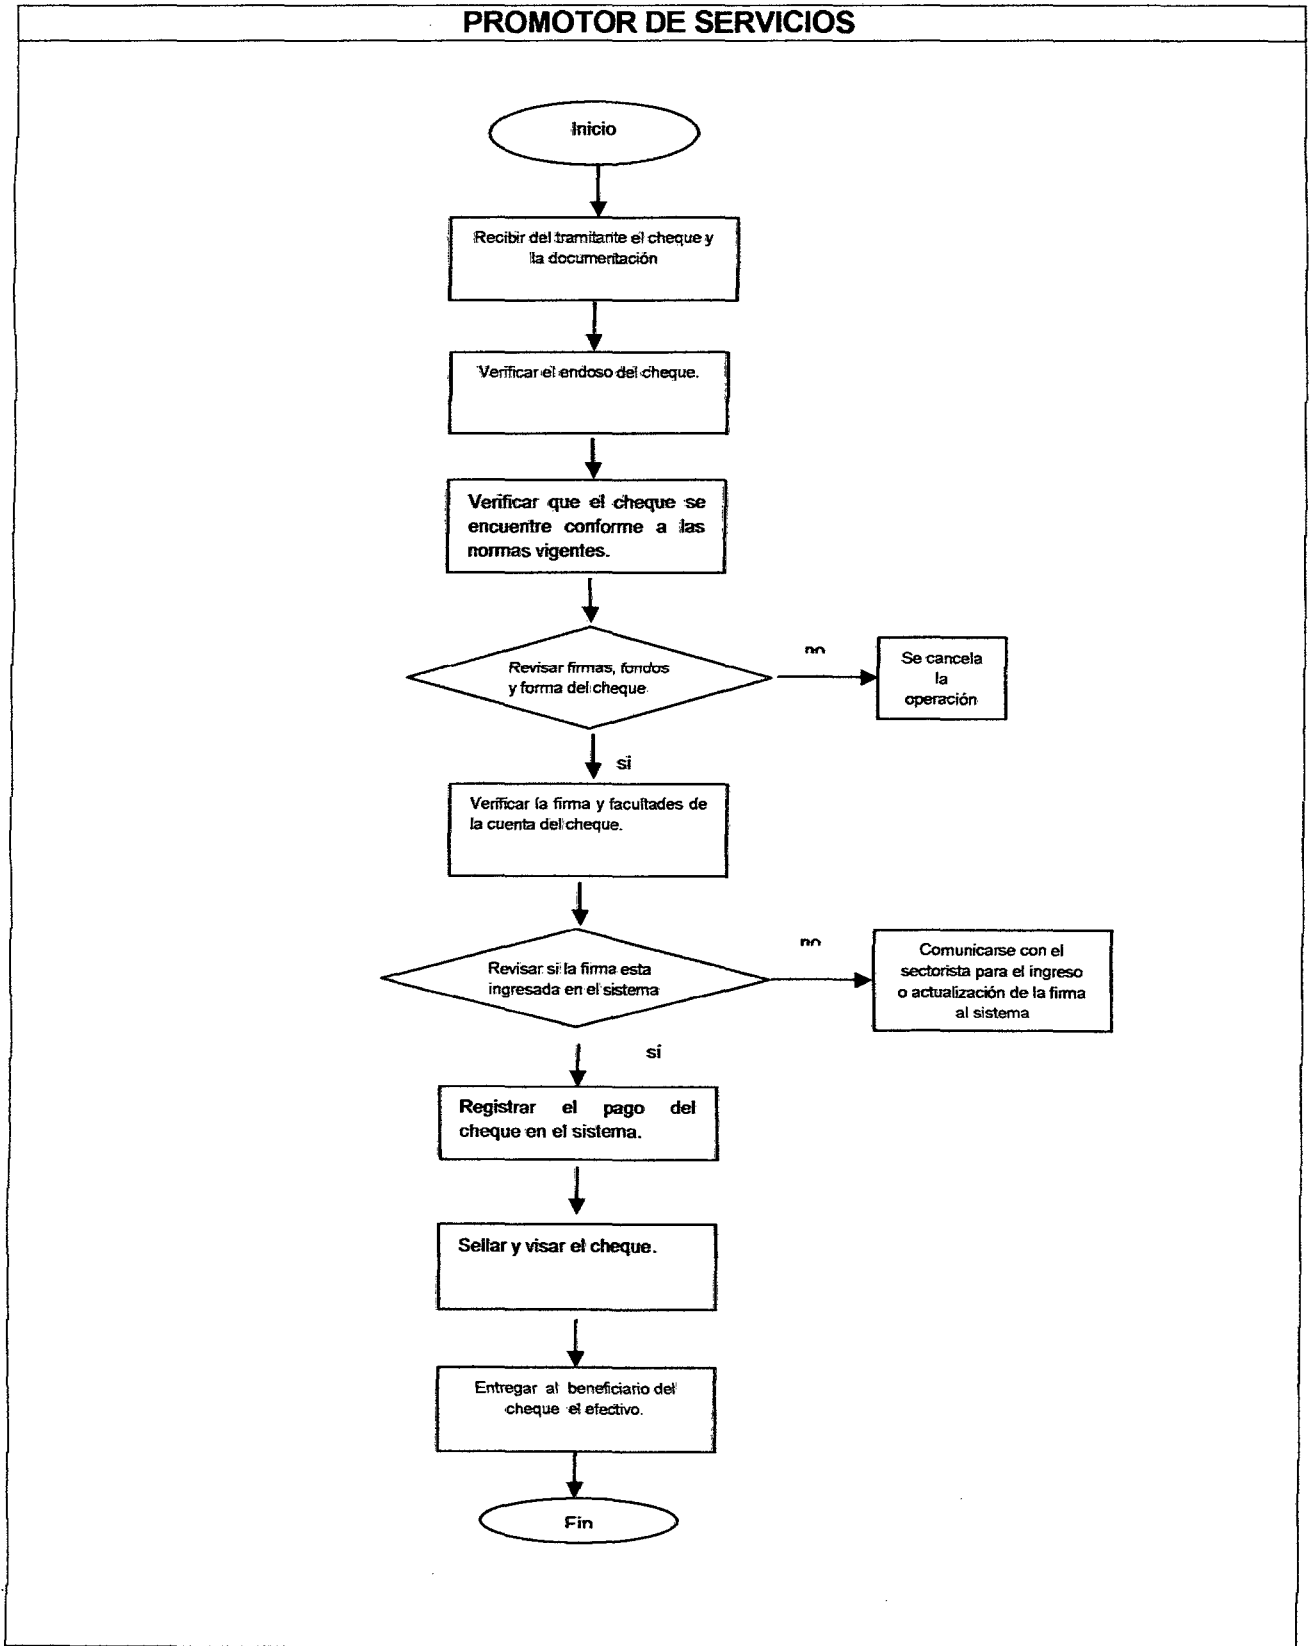 PROMOTOR DE SERVICIOS
Inicio
Recibir del tramitante el cheque y
la documentación
Verificar el endoso del cheque.
Verificar que el cheque se
encuentre conforme a las
normas vigentes.
Revisar firmas, fondos
y forma del cheque
no
Se cancela
la
operación
si
Verificar la firma y facultades de
la cuenta del cheque.
Revisar si la firma esta
ingresada en el sistema
no
Comunicarse con el
sectorista para el ingreso
o actualización de la firma
al sistema
sí
Registrar el pago del
cheque en el sistema.
Sellar y visar el cheque.
Entregar al beneficiario del
cheque el efectivo.
Fin